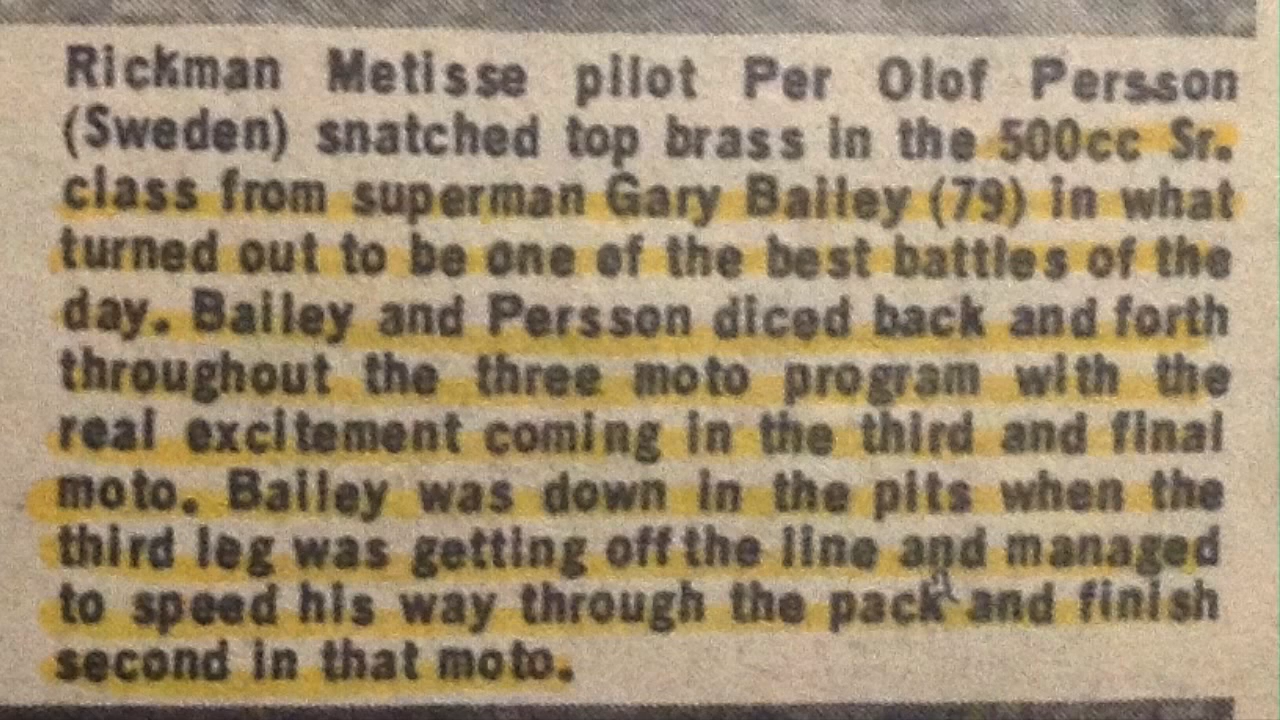 Rickman Metisse pilot Per Olof Persson
(Sweden) snatched top brass in the 500cc Sr.
class from superman Gary Bailey (79) in what
turned out to be one of the best battles of the
day. Bailey and Persson diced back and forth
throughout the three moto program with the
real excitement coming in the third and final
moto. Bailey was down in the pits when the
third leg was getting off the line and managed
to speed his way through the pack and finish
second in that moto.